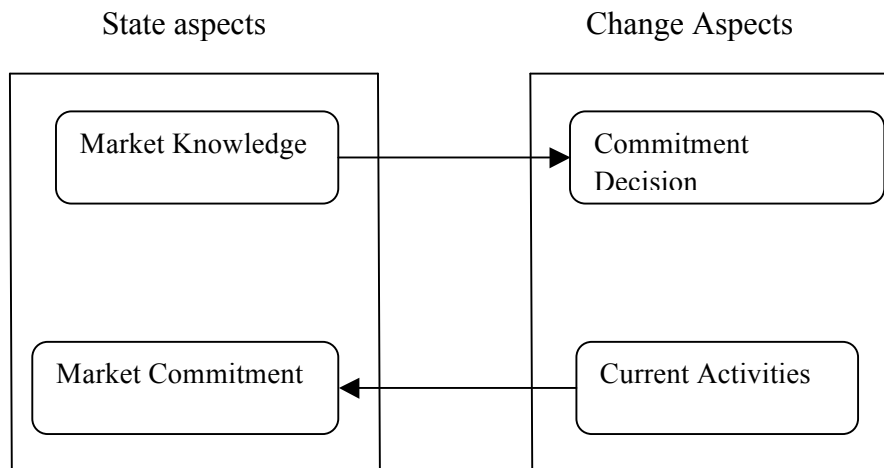 State aspects
Change Aspects
Market Knowledge
Commitment
Decision
Market Commitment
Current Activities